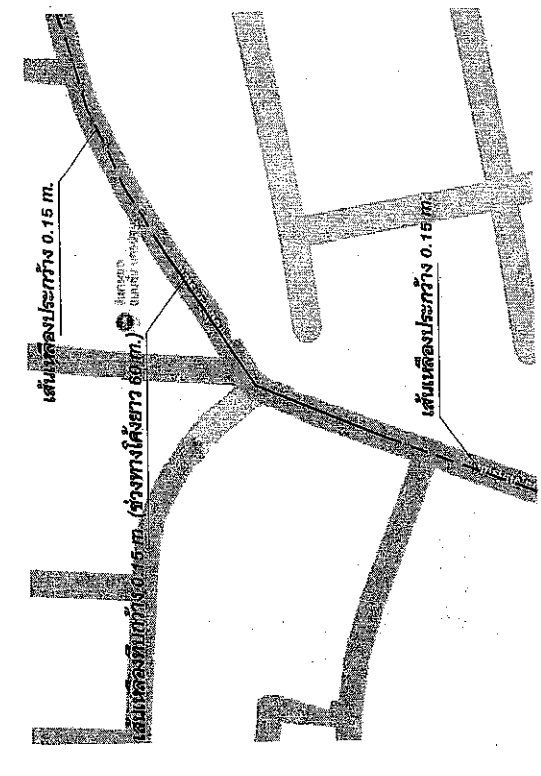 เส้นเหลืองประกว้าง 0.15 m.
เส้นเหลืองทึบกว้าง 0.15 m. (ช่วงทางโค้งยาว 60 m.)
เส้นเหลืองประกว้าง 0.15 m.